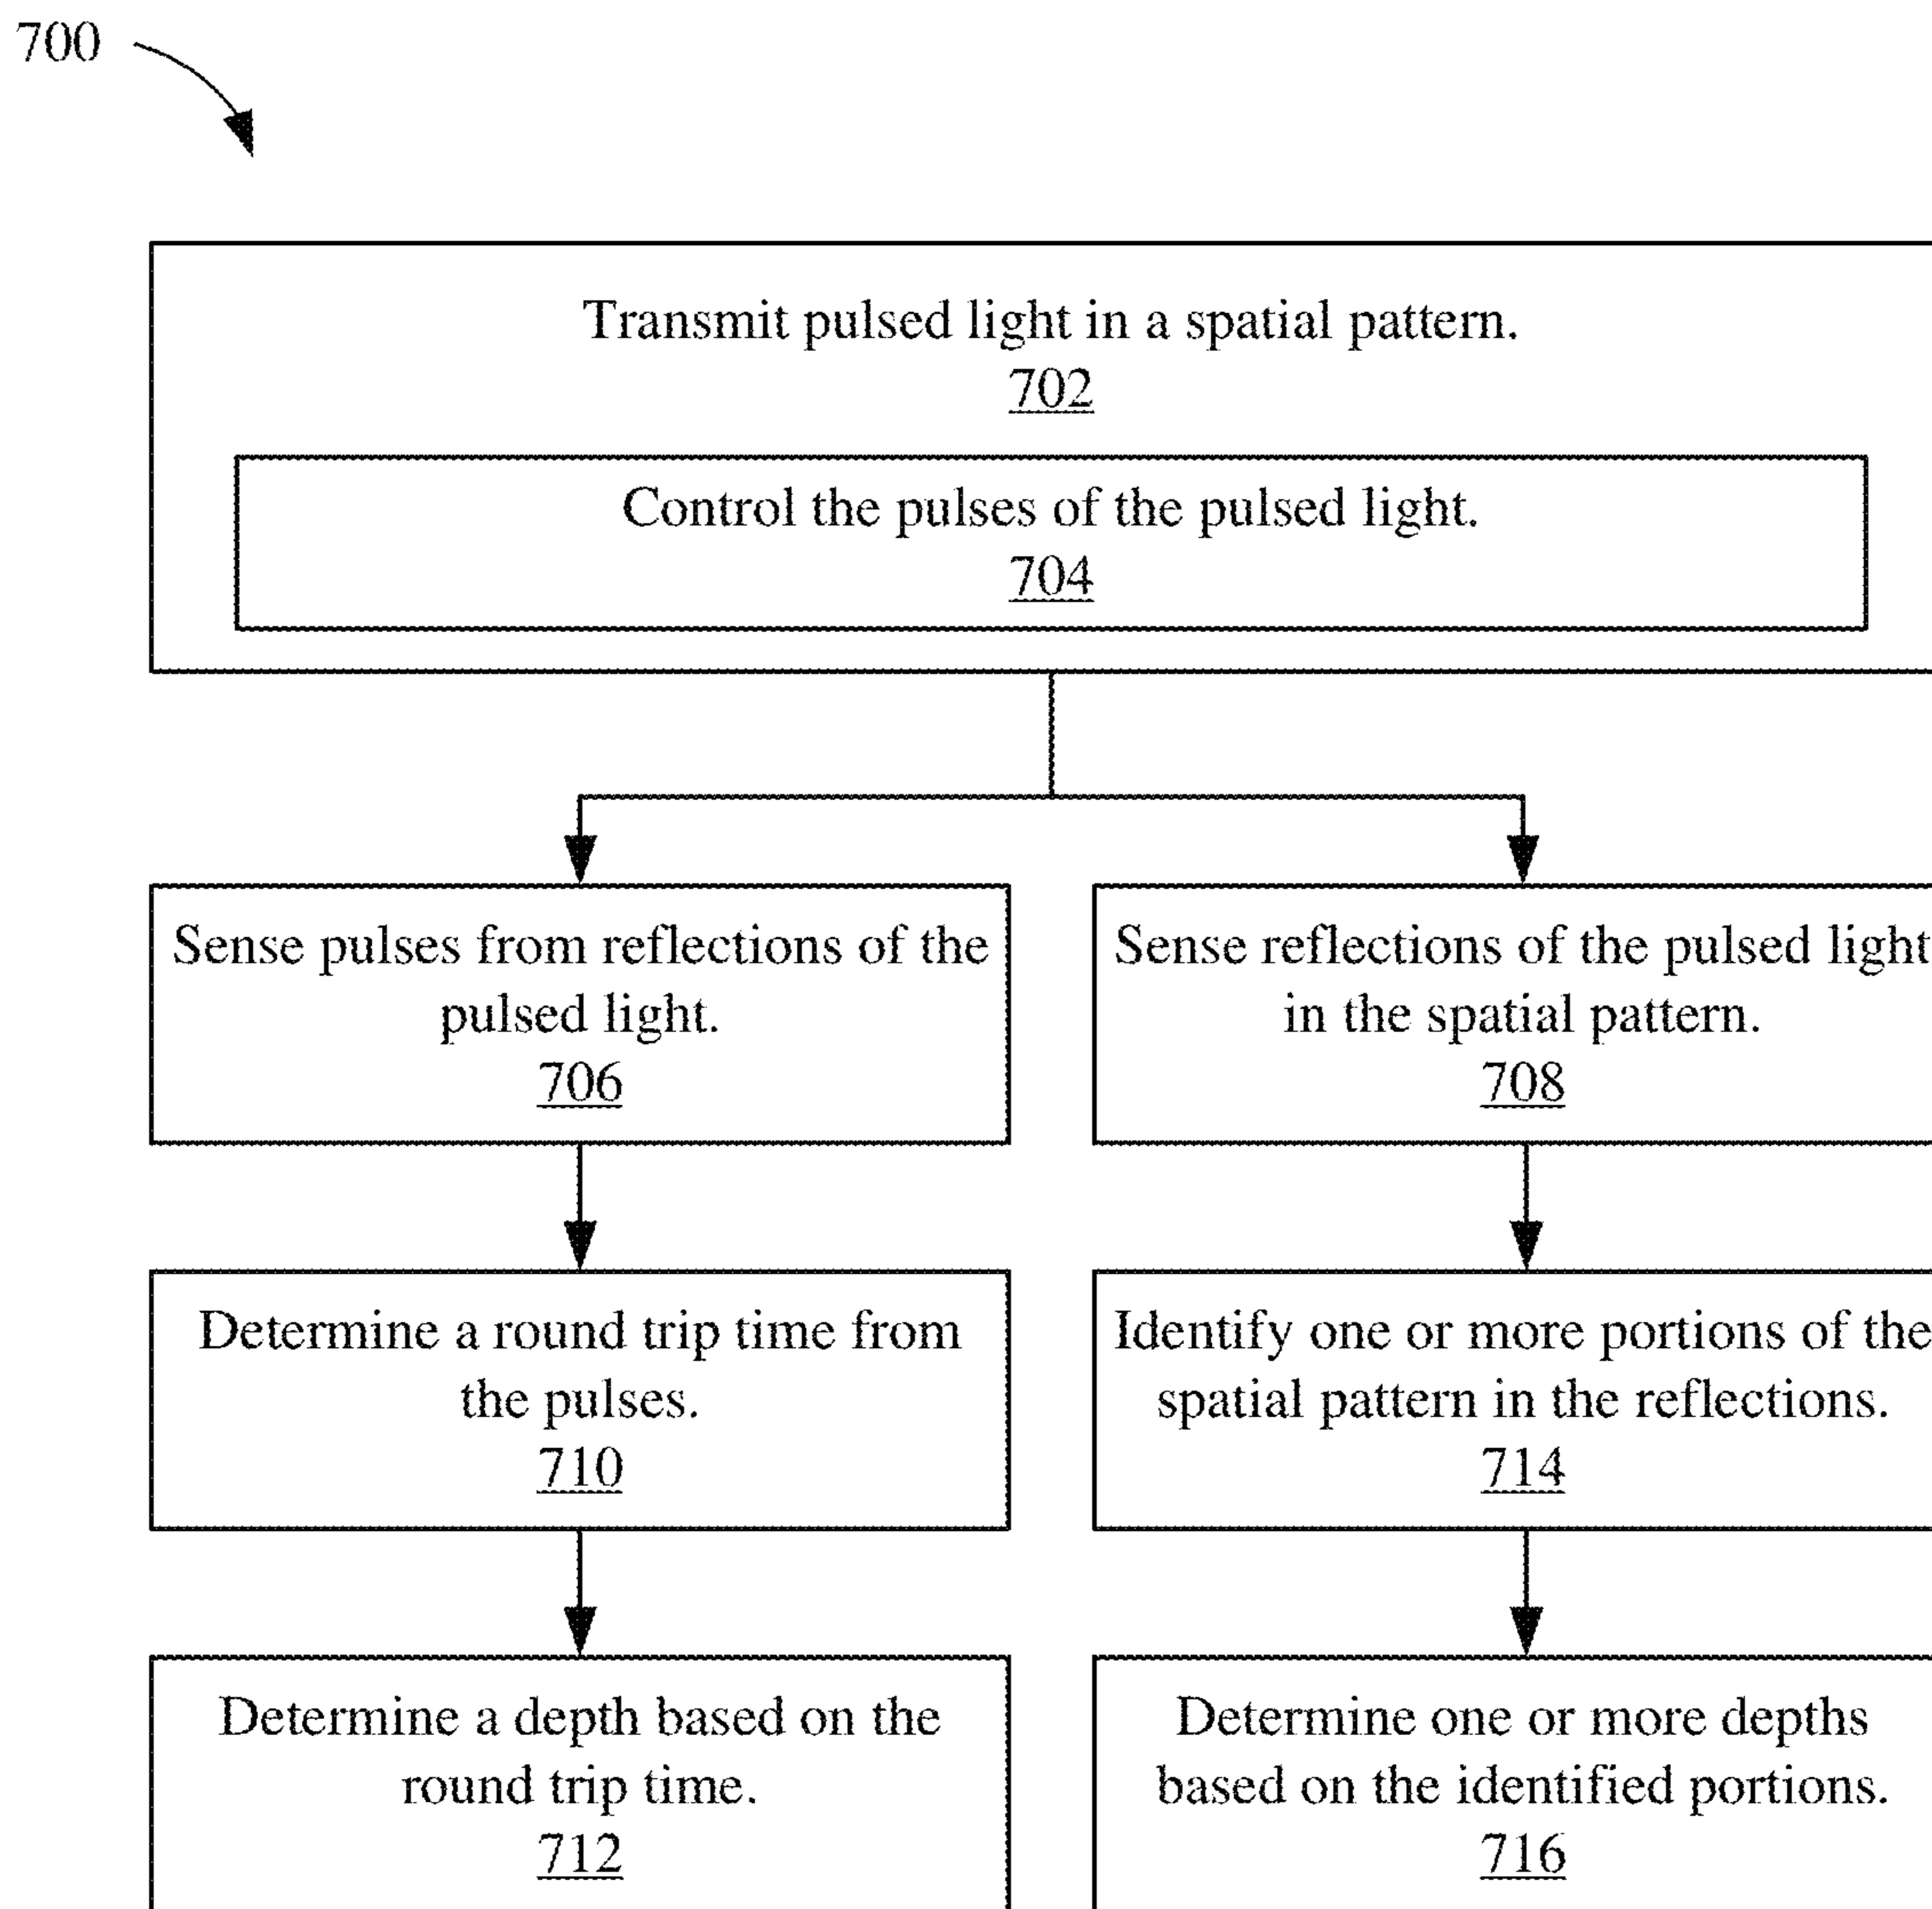 700
Transmit pulsed light in a spatial pattern.
702
Control the pulses of the pulsed light.
704
Sense pulses from reflections of the
pulsed light.
706
Sense reflections of the pulsed light
in the spatial pattern.
708
Determine a round trip time from
the pulses.
710
Identify one or more portions of the
spatial pattern in the reflections.
714
Determine a depth based on the
round trip time.
712
Determine one or more depths
based on the identified portions.
716